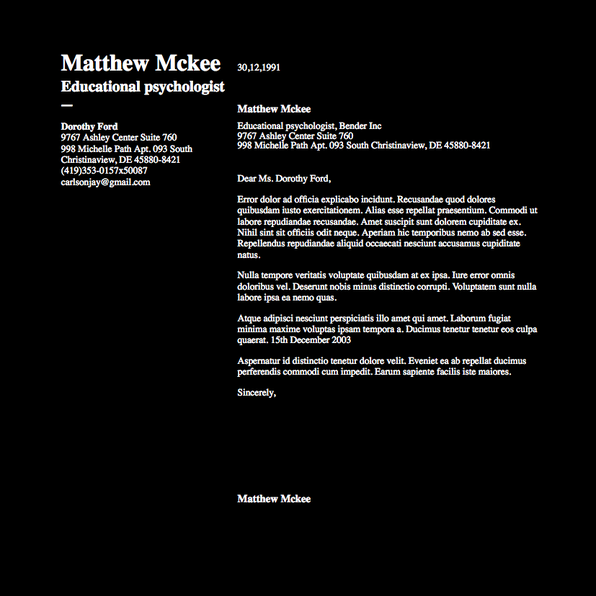 Matthew Mckee
Educational psychologist
Dorothy Ford
9767 Ashley Center Suite 760
998 Michelle Path Apt. 093 South
Christinaview, DE 45880-8421
(419)353-0157x50087
carlsonjay@gmail.com
30,12,1991
Matthew Mckee
Educational psychologist, Bender Inc
9767 Ashley Center Suite 760
998 Michelle Path Apt. 093 South Christinaview, DE 45880-8421
Dear Ms. Dorothy Ford,
Error dolor ad officia explicabo incidunt. Recusandae quod dolores
quibusdam iusto exercitationem. Alias esse repellat praesentium. Commodi ut
labore repudiandae recusandae. Amet suscipit sunt dolorem cupiditate ex.
Nihil sint sit officiis odit neque. Aperiam hic temporibus nemo ab sed esse.
Repellendus repudiandae aliquid occaecati nesciunt accusamus cupiditate
natus.
Nulla tempore veritatis voluptate quibusdam at ex ipsa. Iure error omnis
doloribus vel. Deserunt nobis minus distinctio corrupti. Voluptatem sunt nulla
labore ipsa ea nemo quas.
Atque adipisci nesciunt perspiciatis illo amet qui amet. Laborum fugiat
minima maxime voluptas ipsam tempora a. Ducimus tenetur tenetur eos culpa
quaerat. 15th December 2003
Aspernatur id distinctio tenetur dolore velit. Eveniet ea ab repellat ducimus
perferendis commodi cum impedit. Earum sapiente facilis iste maiores.
Sincerely,
Matthew Mckee